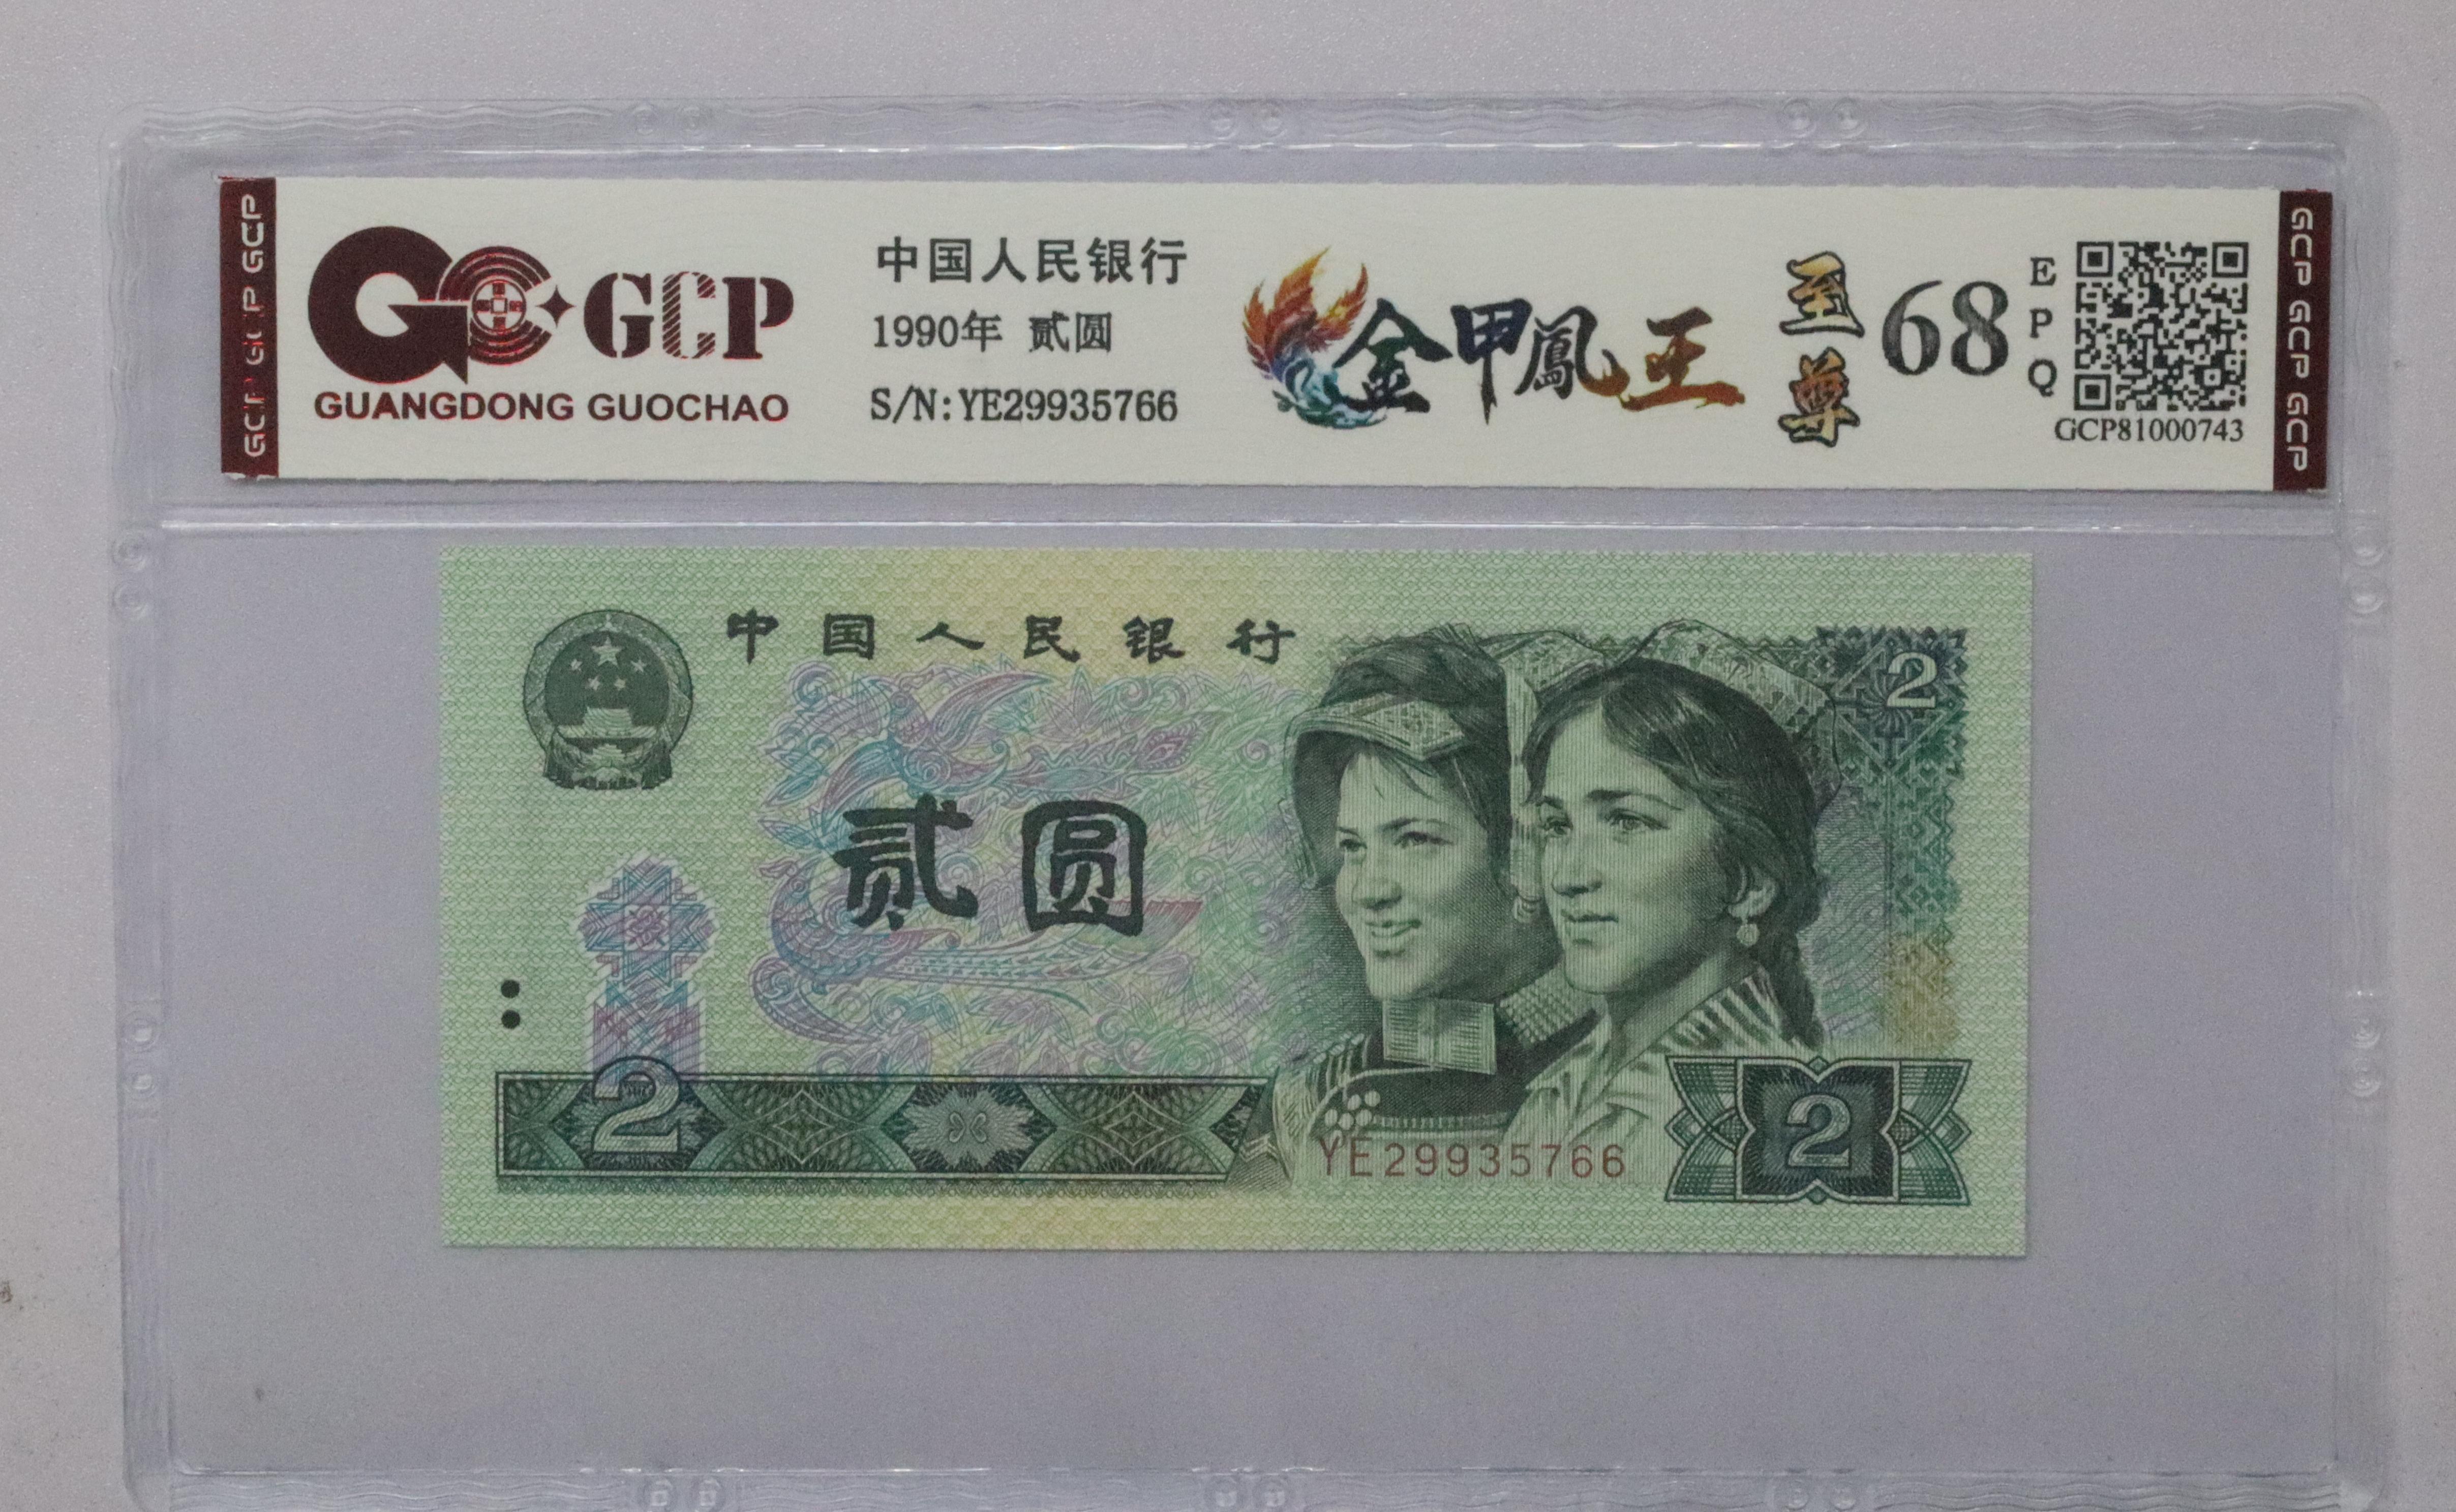 GCP GCP GCP
GCP
GUANGDONG GUOCHAO
中国人民银行
1990年 贰圆
S/N:YE29935766
金甲鳳王
至尊
68
EPQ
GCP81000743
GCP GCP GCP
中国人民银行
2
贰圆
2
YE29935766
2